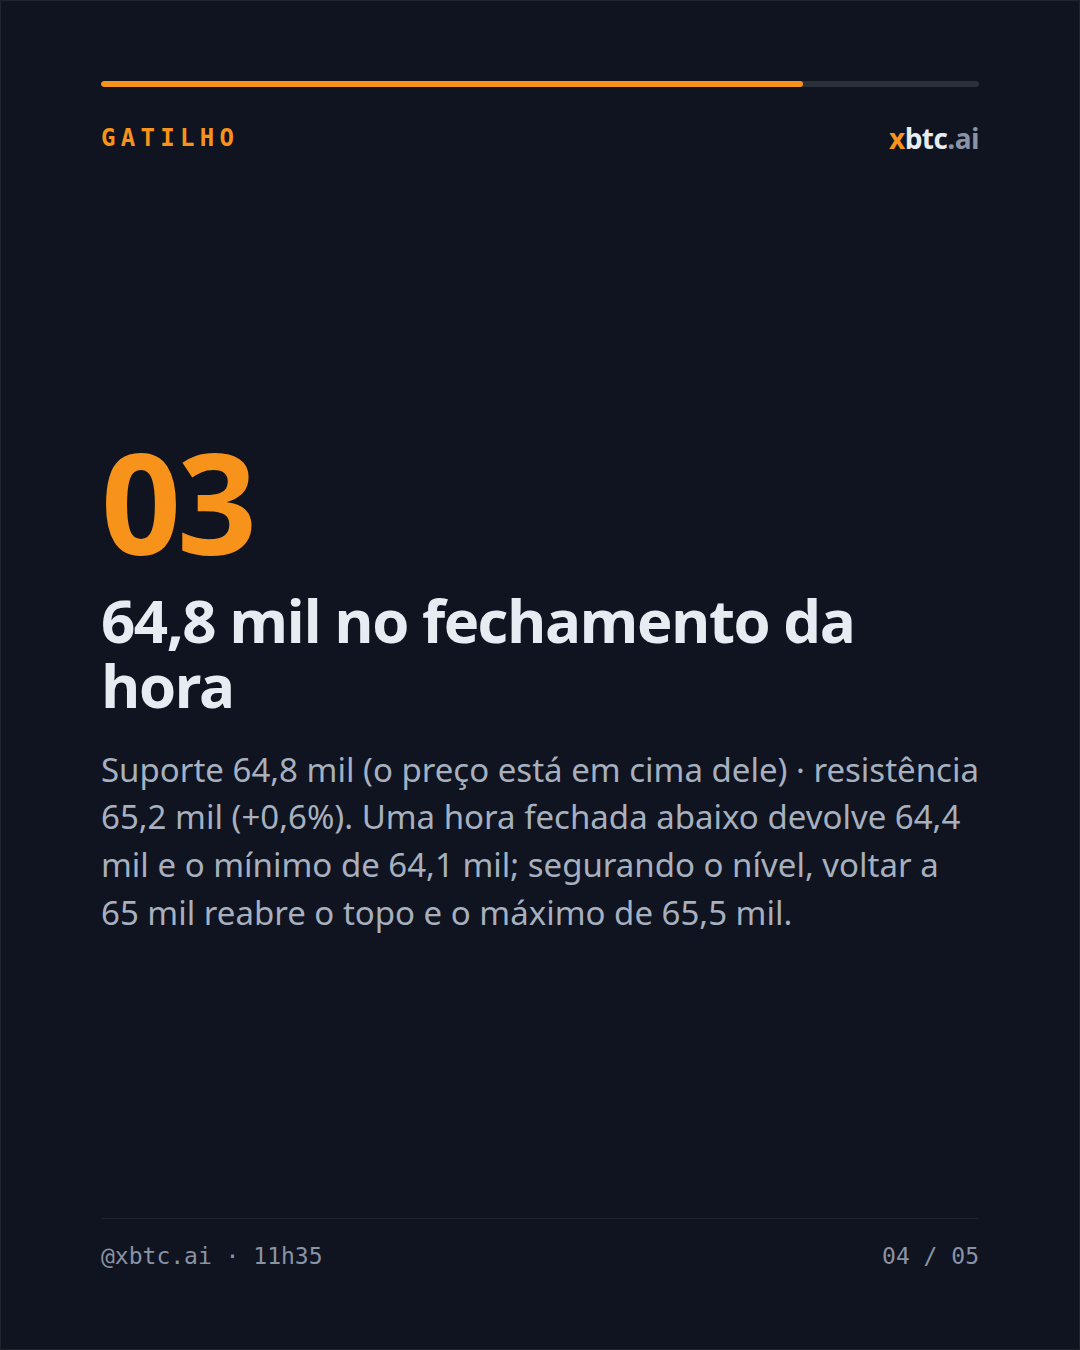 GATILHO
xbtc.ai
03
64,8 mil no fechamento da
hora
Suporte 64,8 mil (o preço está em cima dele) · resistência
65,2 mil (+0,6%). Uma hora fechada abaixo devolve 64,4
mil e o mínimo de 64,1 mil; segurando o nível, voltar a
65 mil reabre o topo e o máximo de 65,5 mil.
@xbtc.ai · 11h35
04 / 05